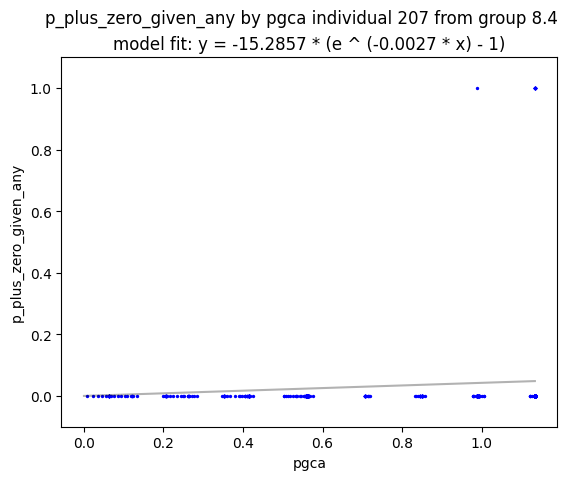 p_plus_zero_given_any by pgca individual 207 from group 8.4
model fit: y = -15.2857 * (e ^ (-0.0027 * x) - 1)
1.0
0.8
0.6
0.4
0.2
0.0
p_plus_zero_given_any
0.0 0.2 0.4 0.6 0.8 1.0
pgca